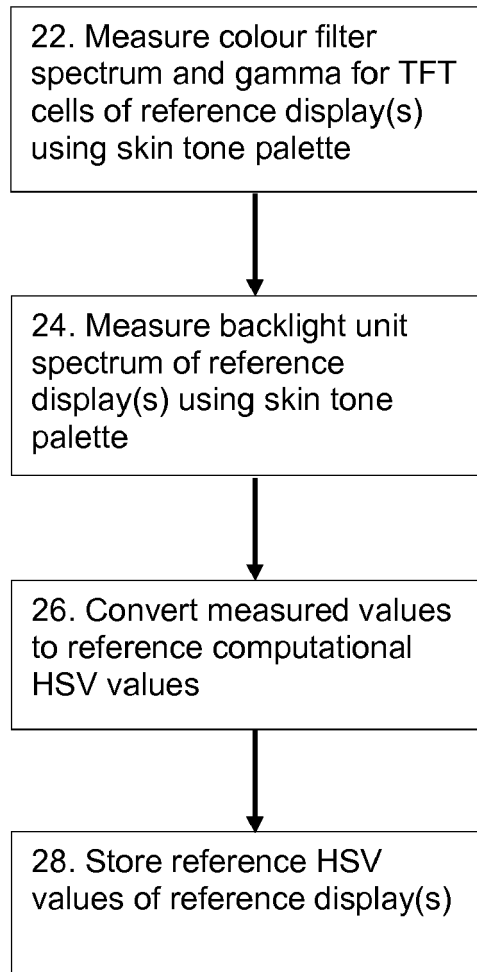 22. Measure colour filter
spectrum and gamma for TFT
cells of reference display(s)
using skin tone palette
24. Measure backlight unit
spectrum of reference
display(s) using skin tone
palette
26. Convert measured values
to reference computational
HSV values
28. Store reference HSV
values of reference display(s)